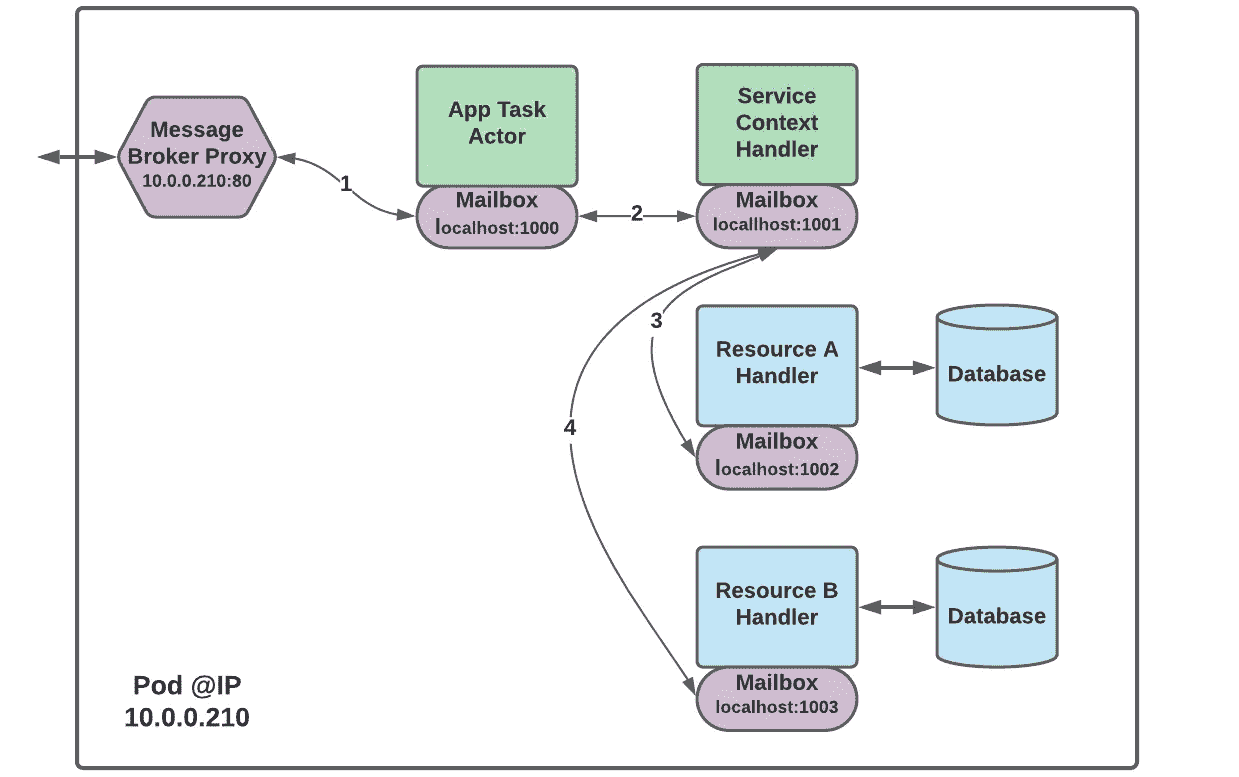 Message
Broker Proxy
10.0.0.210:80
1
App Task
Actor
Mailbox
localhost:1000
2
Service
Context
Handler
Mailbox
locallhost:1001
3
Resource A
Handler
Database
Mailbox
localhost:1002
4
Resource B
Handler
Database
Mailbox
localhost:1003
Pod @IP
10.0.0.210